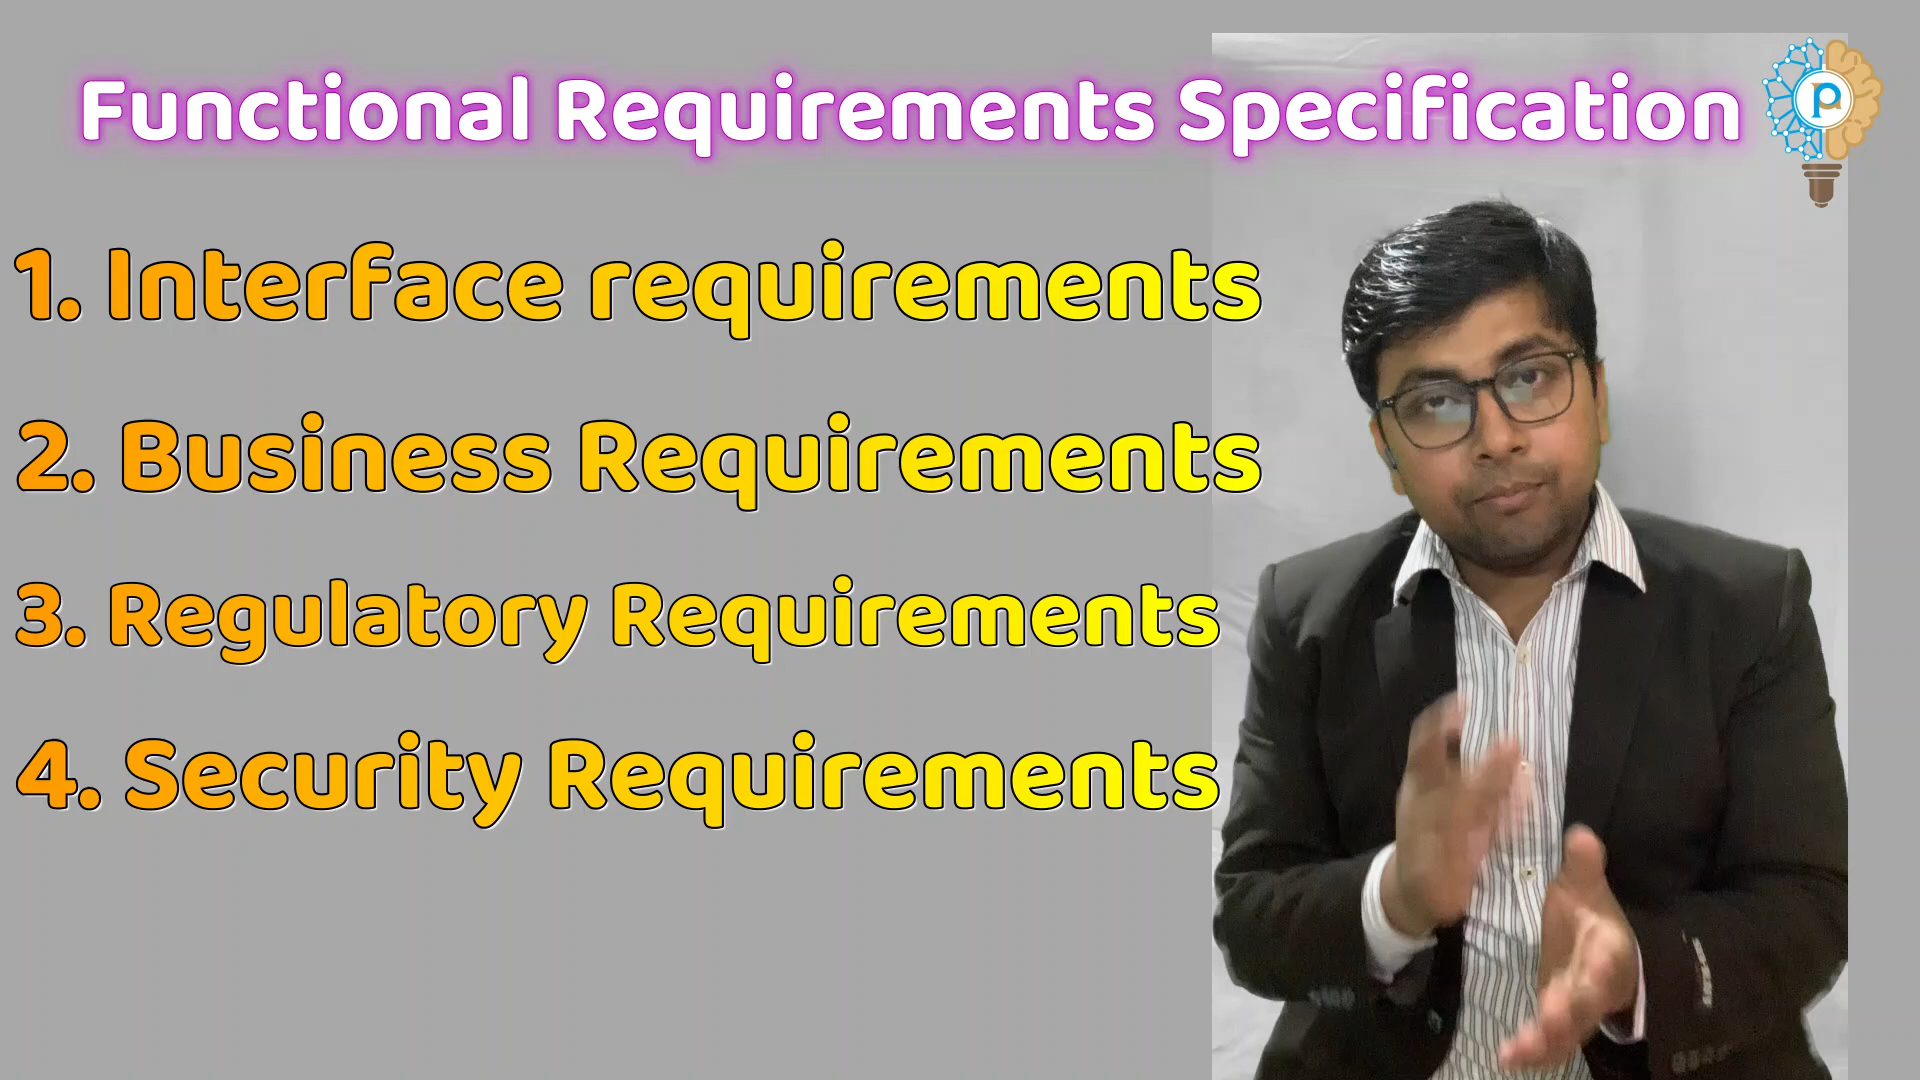 Functional Requirements Specification
1. Interface requirements
2. Business Requirements
3. Regulatory Requirements
4. Security Requirements